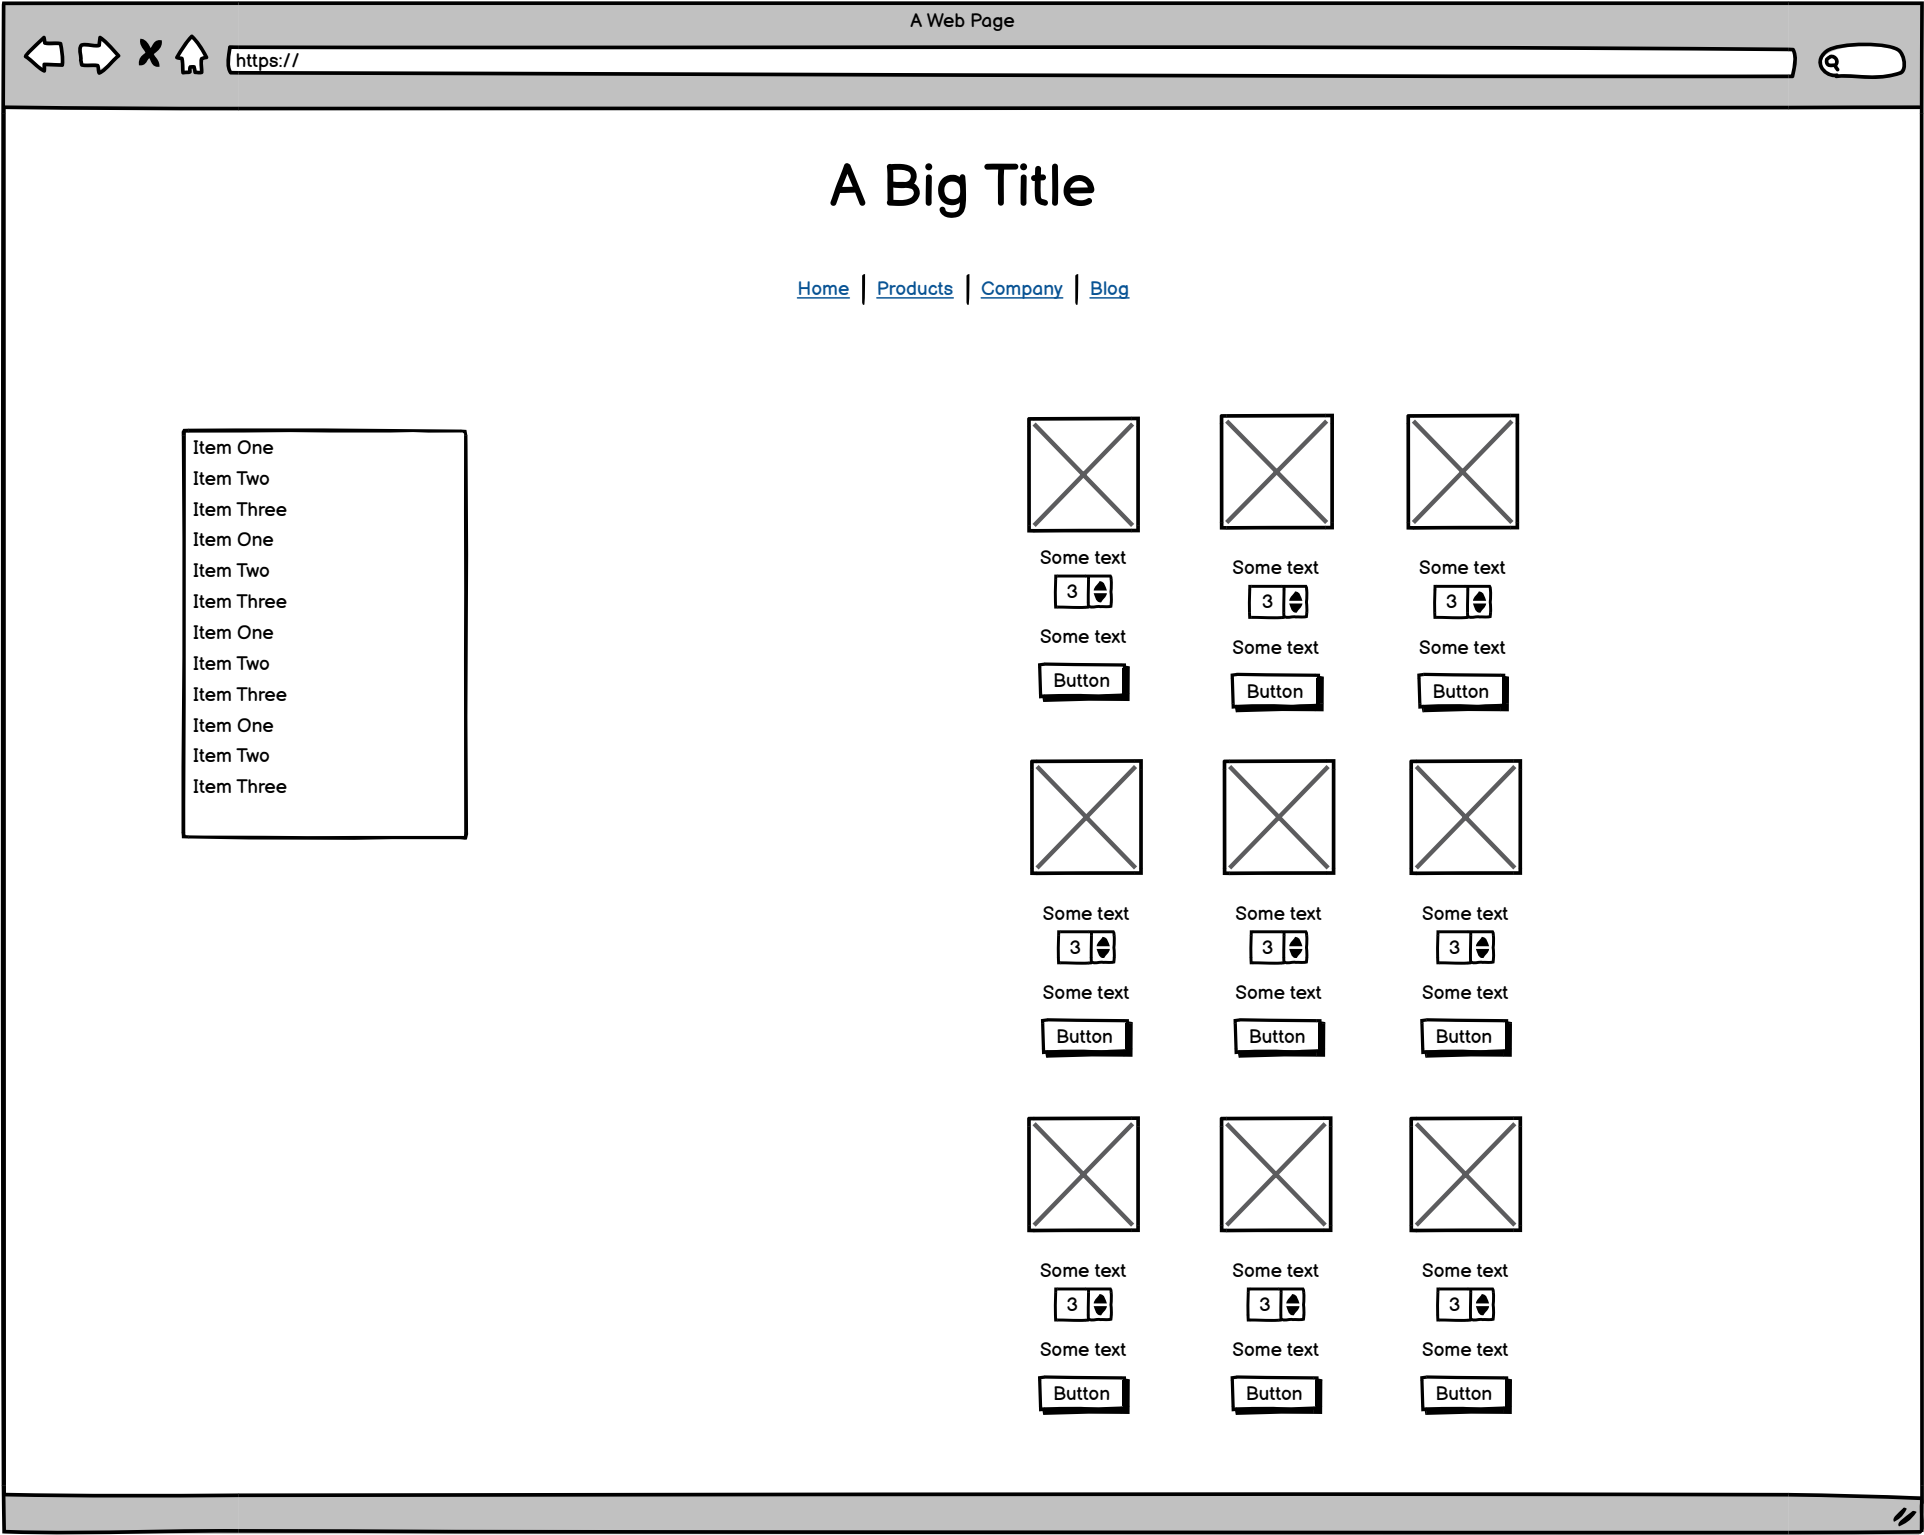 A Web Page
https://
A Big Title
Home | Products | Company | Blog
Item One
Item Two
Item Three
Item One
Item Two
Item Three
Item One
Item Two
Item Three
Item One
Item Two
Item Three
Some text Some text Some text
3 3 3
Some text Some text Some text
Button Button Button
Some text Some text Some text
3 3 3
Some text Some text Some text
Button Button Button
Some text Some text Some text
3 3 3
Some text Some text Some text
Button Button Button